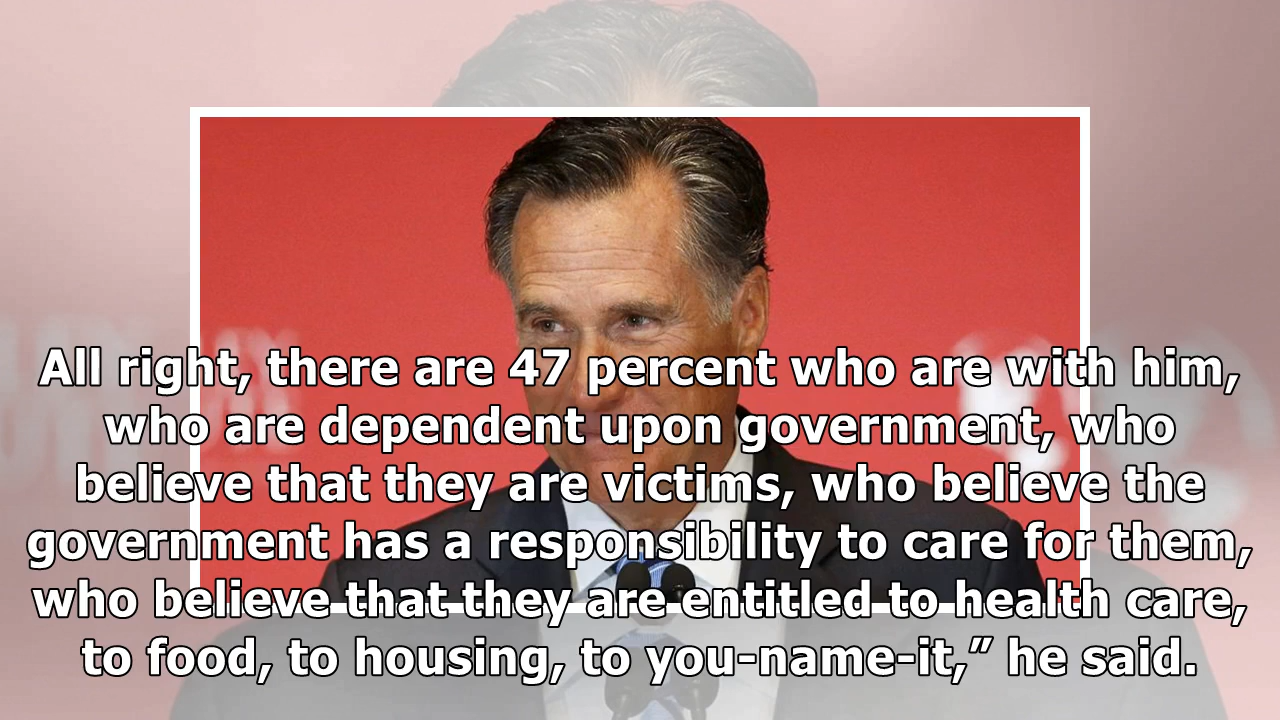 All right, there are 47 percent who are with him,
who are dependent upon government, who
believe that they are victims, who believe the
government has a responsibility to care for them,
who believe that they are entitled to health care,
to food, to housing, to you-name-it,” he said.